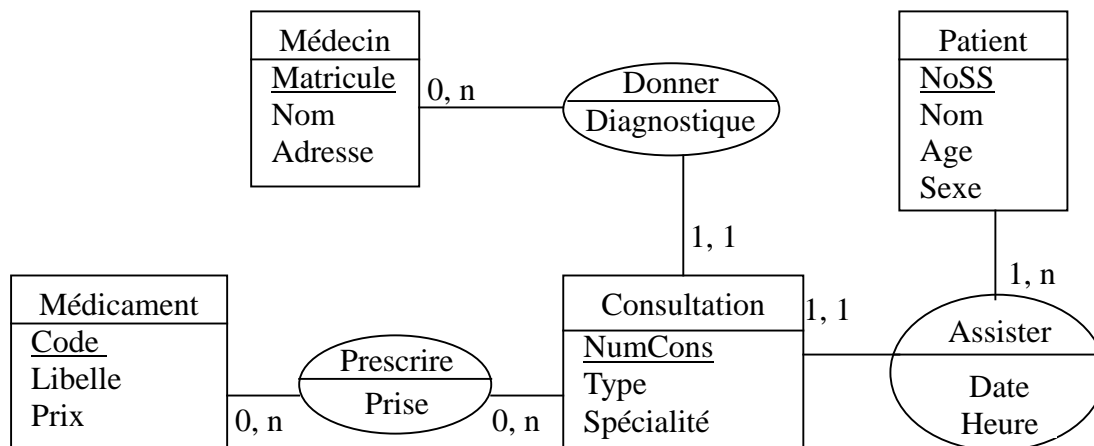 Médecin
Matricule
Nom
Adresse
0, n
Donner
Diagnostique
1, 1
Patient
NoSS
Nom
Age
Sexe
1, n
Médicament
Code
Libelle
Prix
0, n
Prescrire
Prise
0, n
Consultation
NumCons
Type
Spécialité
1, 1
Assister
Date
Heure